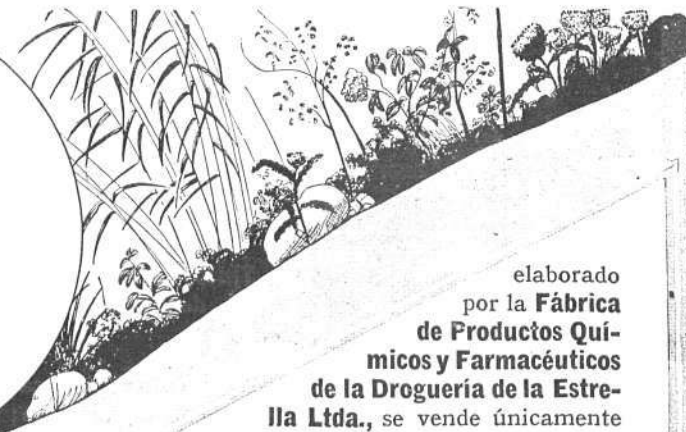 elaborado
por la Fábrica
de Productos Quí-
micos y Farmacéuticos
de la Droguería de la Estre-
lla Ltda., se vende únicamente